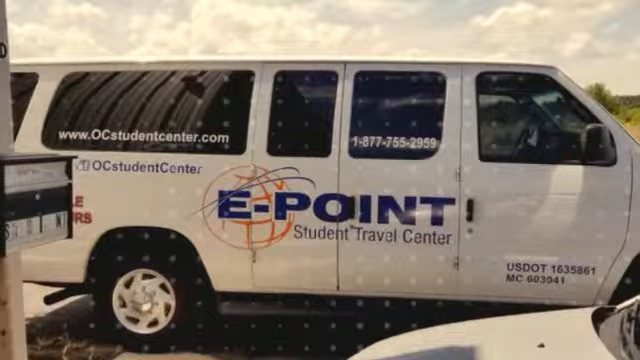 www.OCstudentcenter.com
1-877-755-2959
OCstudentCenter
E-POINT
Student Travel Center
USDOT 1635861
MC 603041